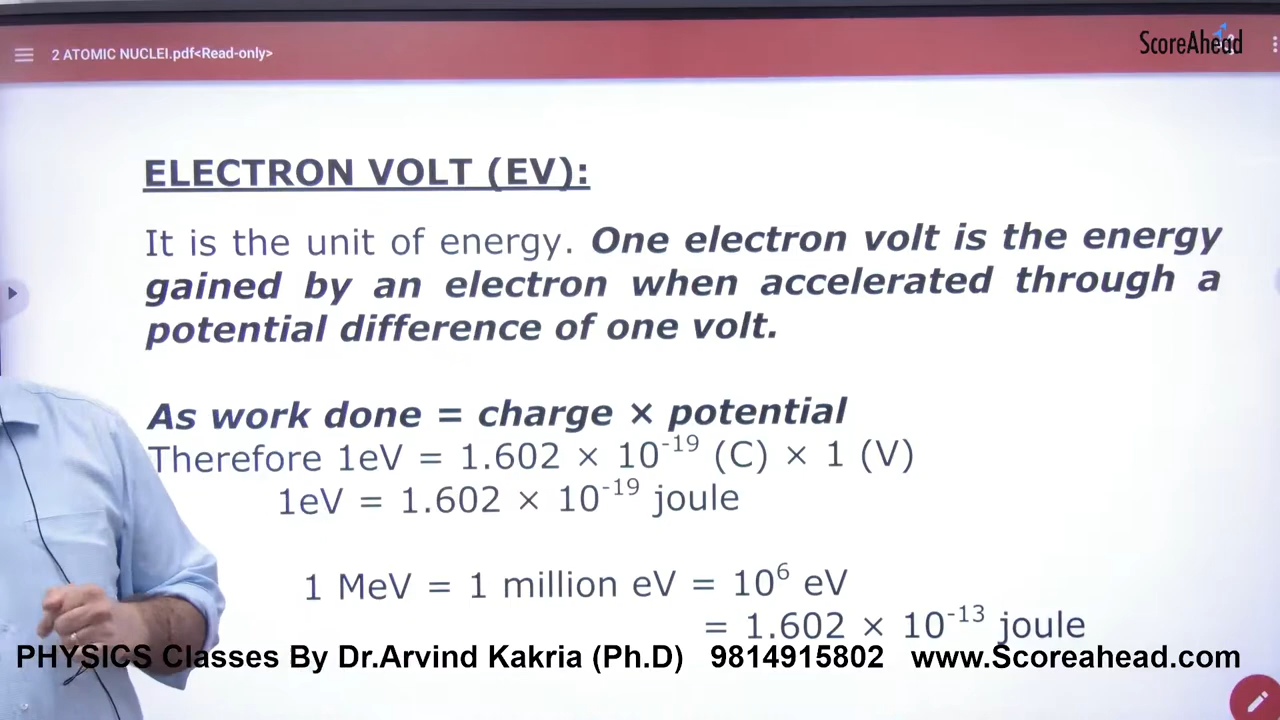 2 ATOMIC NUCLEI.pdf<Read-only>
ScoreAhead
ELECTRON VOLT (EV):
It is the unit of energy. One electron volt is the energy
gained by an electron when accelerated through a
potential difference of one volt.
As work done = charge × potential
Therefore 1eV = 1.602 × 10⁻¹⁹ (C) × 1 (V)
1eV = 1.602 × 10⁻¹⁹ joule
1 MeV = 1 million eV = 10⁶ eV
= 1.602 × 10⁻¹³ joule
PHYSICS Classes By Dr.Arvind Kakria (Ph.D) 9814915802 www.Scoreahead.com